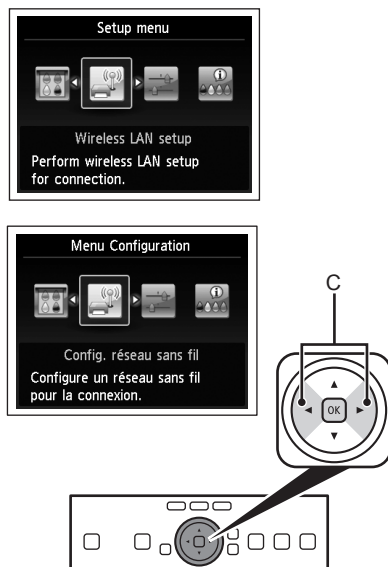 Setup menu
Wireless LAN setup
Perform wireless LAN setup
for connection.
Menu Configuration
Config. réseau sans fil
Configure un réseau sans fil
pour la connexion.
C
OK